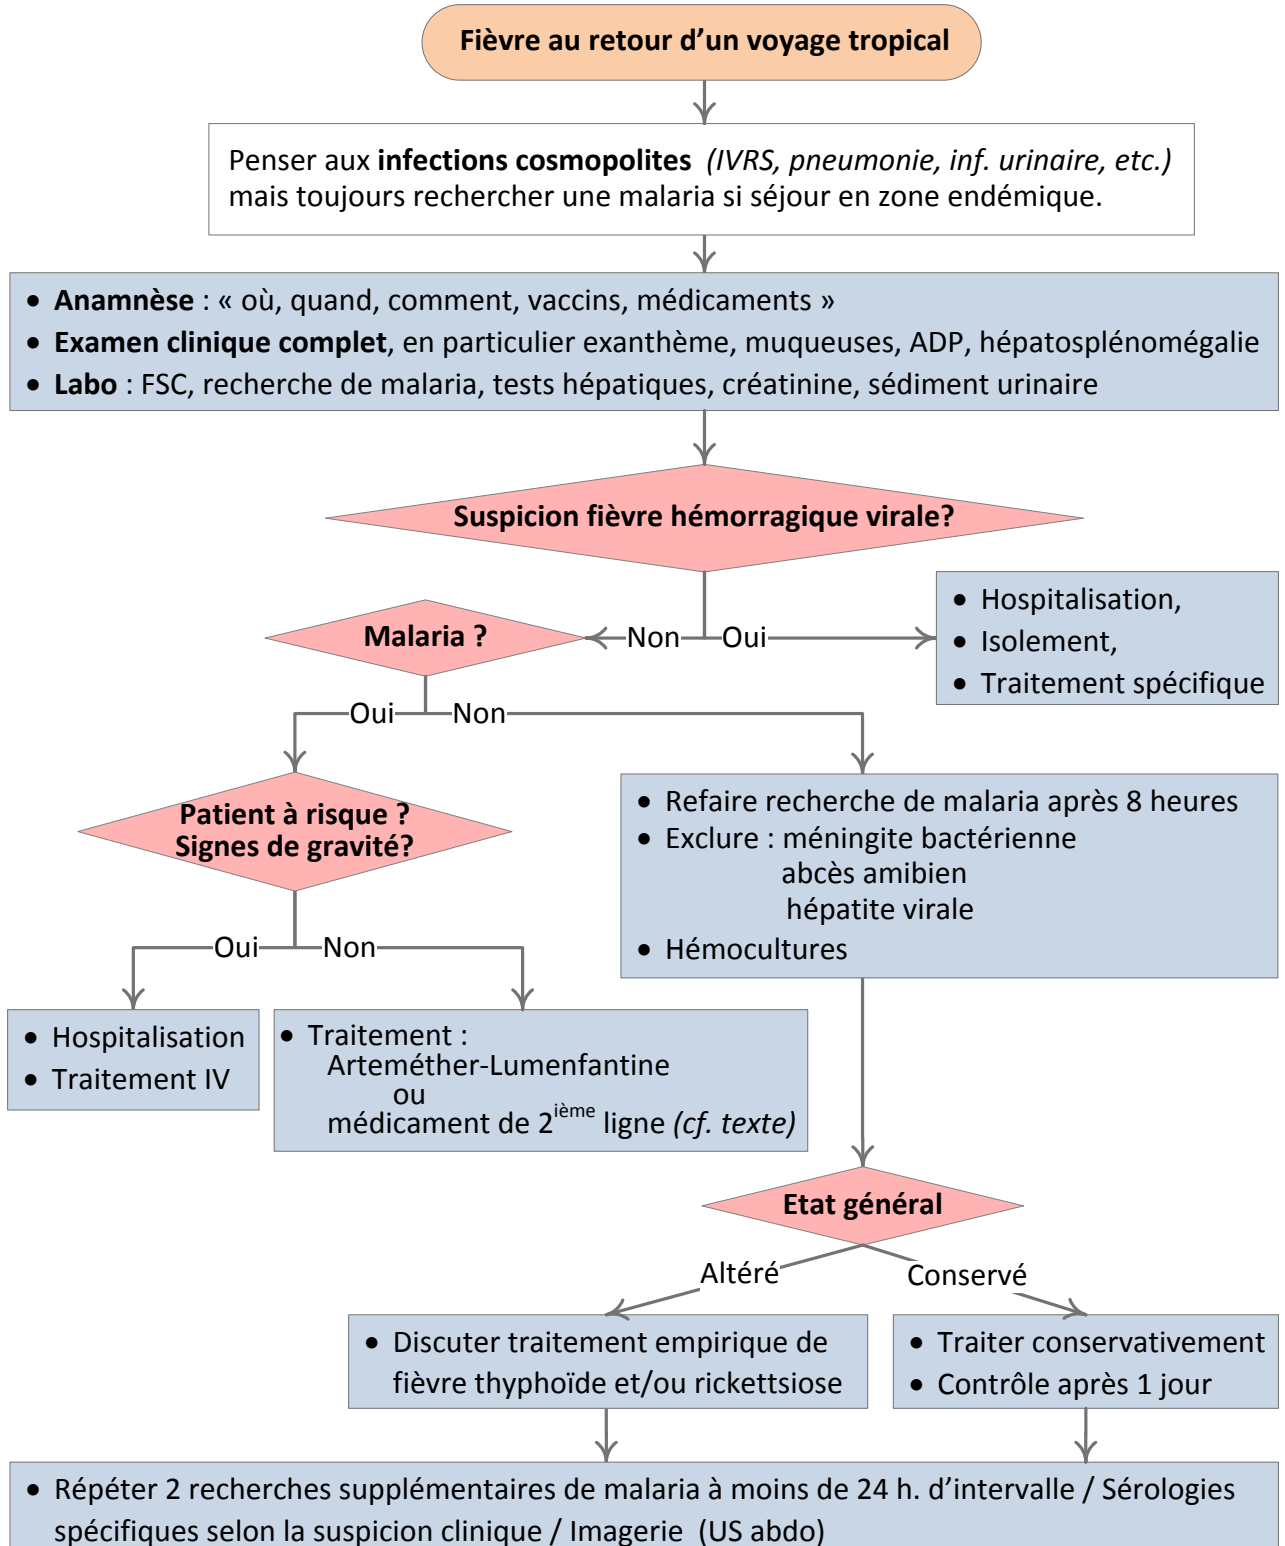 Fièvre au retour d’un voyage tropical
Penser aux infections cosmopolites (IVRS, pneumonie, inf. urinaire, etc.)
mais toujours rechercher une malaria si séjour en zone endémique.
• Anamnèse : « où, quand, comment, vaccins, médicaments »
• Examen clinique complet, en particulier exanthème, muqueuses, ADP, hépatosplénomégalie
• Labo : FSC, recherche de malaria, tests hépatiques, créatinine, sédiment urinaire
Suspicion fièvre hémorragique virale?
Non
Oui
• Hospitalisation,
• Isolement,
• Traitement spécifique
Malaria ?
Oui
Non
Patient à risque ?
Signes de gravité?
• Refaire recherche de malaria après 8 heures
• Exclure : méningite bactérienne
abcès amibien
hépatite virale
• Hémocultures
Oui
Non
• Hospitalisation
• Traitement IV
• Traitement :
Arteméther-Lumenfantine
ou
médicament de 2ième ligne (cf. texte)
Etat général
Altéré
Conservé
• Discuter traitement empirique de
fièvre thyphoïde et/ou rickettsiose
• Traiter conservativement
• Contrôle après 1 jour
• Répéter 2 recherches supplémentaires de malaria à moins de 24 h. d’intervalle / Sérologies
spécifiques selon la suspicion clinique / Imagerie (US abdo)